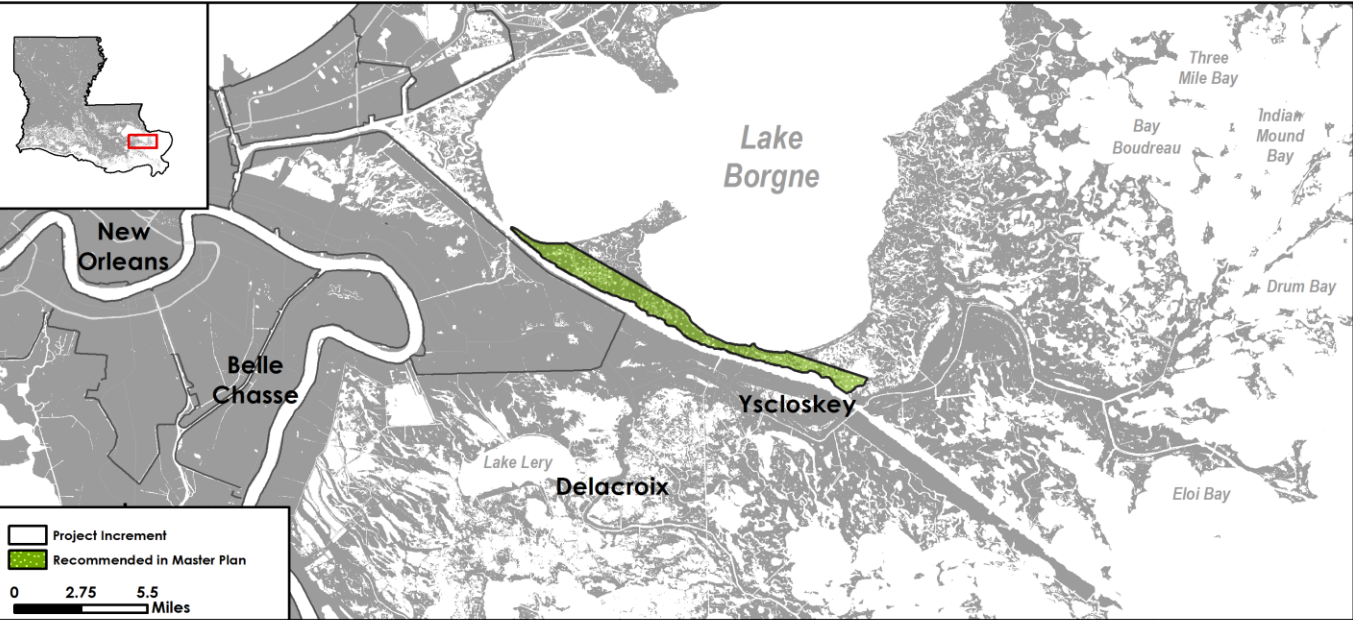 Three
Mile Bay
Indian
Mound
Bay
Bay
Boudreau
Lake
Borgne
New
Orleans
Drum Bay
Belle
Chasse
Yscloskey
Lake Lery
Delacroix
Eloi Bay
Project Increment
Recommended in Master Plan
0 2.75 5.5
Miles